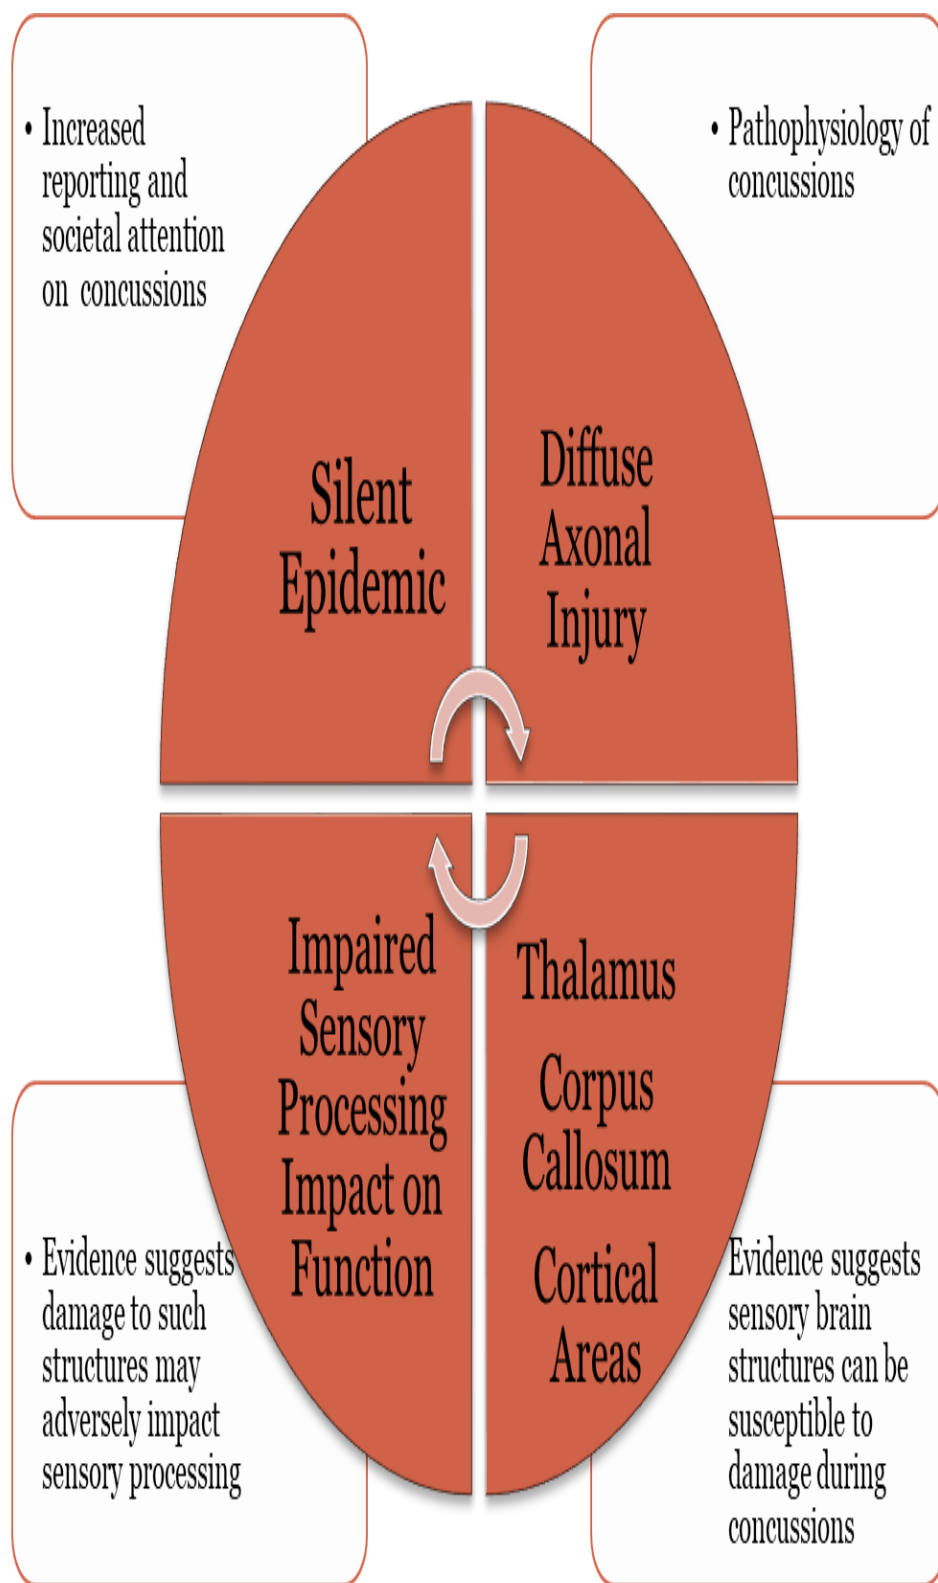 • Increased
reporting and
societal attention
on concussions
• Pathophysiology of
concussions
Silent
Epidemic
Diffuse
Axonal
Injury
Impaired
Sensory
Processing
Impact on
Function
Thalamus
Corpus
Callosum
Cortical
Areas
• Evidence suggests
damage to such
structures may
adversely impact
sensory processing
Evidence suggests
sensory brain
structures can be
susceptible to
damage during
concussions